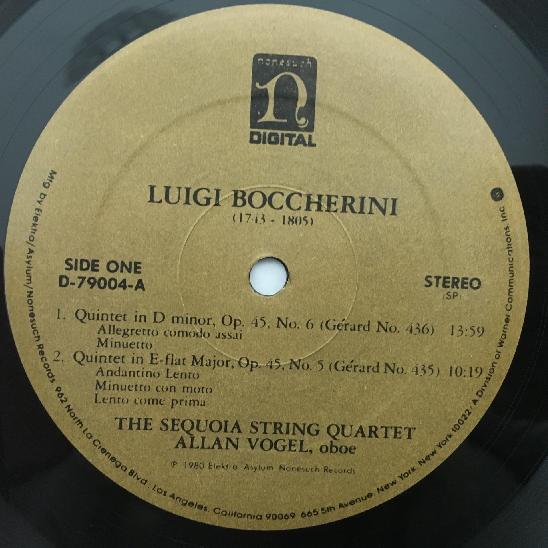 nonesuch
n
DIGITAL
LUIGI BOCCHERINI
(1743 - 1805)
SIDE ONE
D-79004-A
STEREO
(SP)
1. Quintet in D minor, Op. 45, No. 6 (Gérard No. 436) 13:59
Allegretto comodo assai
Minuetto
2. Quintet in E-flat Major, Op. 45, No. 5 (Gérard No. 435) 10:19
Andantino Lento
Minuetto con moto
Lento come prima
THE SEQUOIA STRING QUARTET
ALLAN VOGEL, oboe
℗ 1980 Elektra Asylum Nonesuch Records
Mfg by Elektra/Asylum/Nonesuch Records, 962 North La Cienega Blvd., Los Angeles, California 90069. 665 5th Avenue, New York, New York 10022/A Division of Warner Communications, Inc.